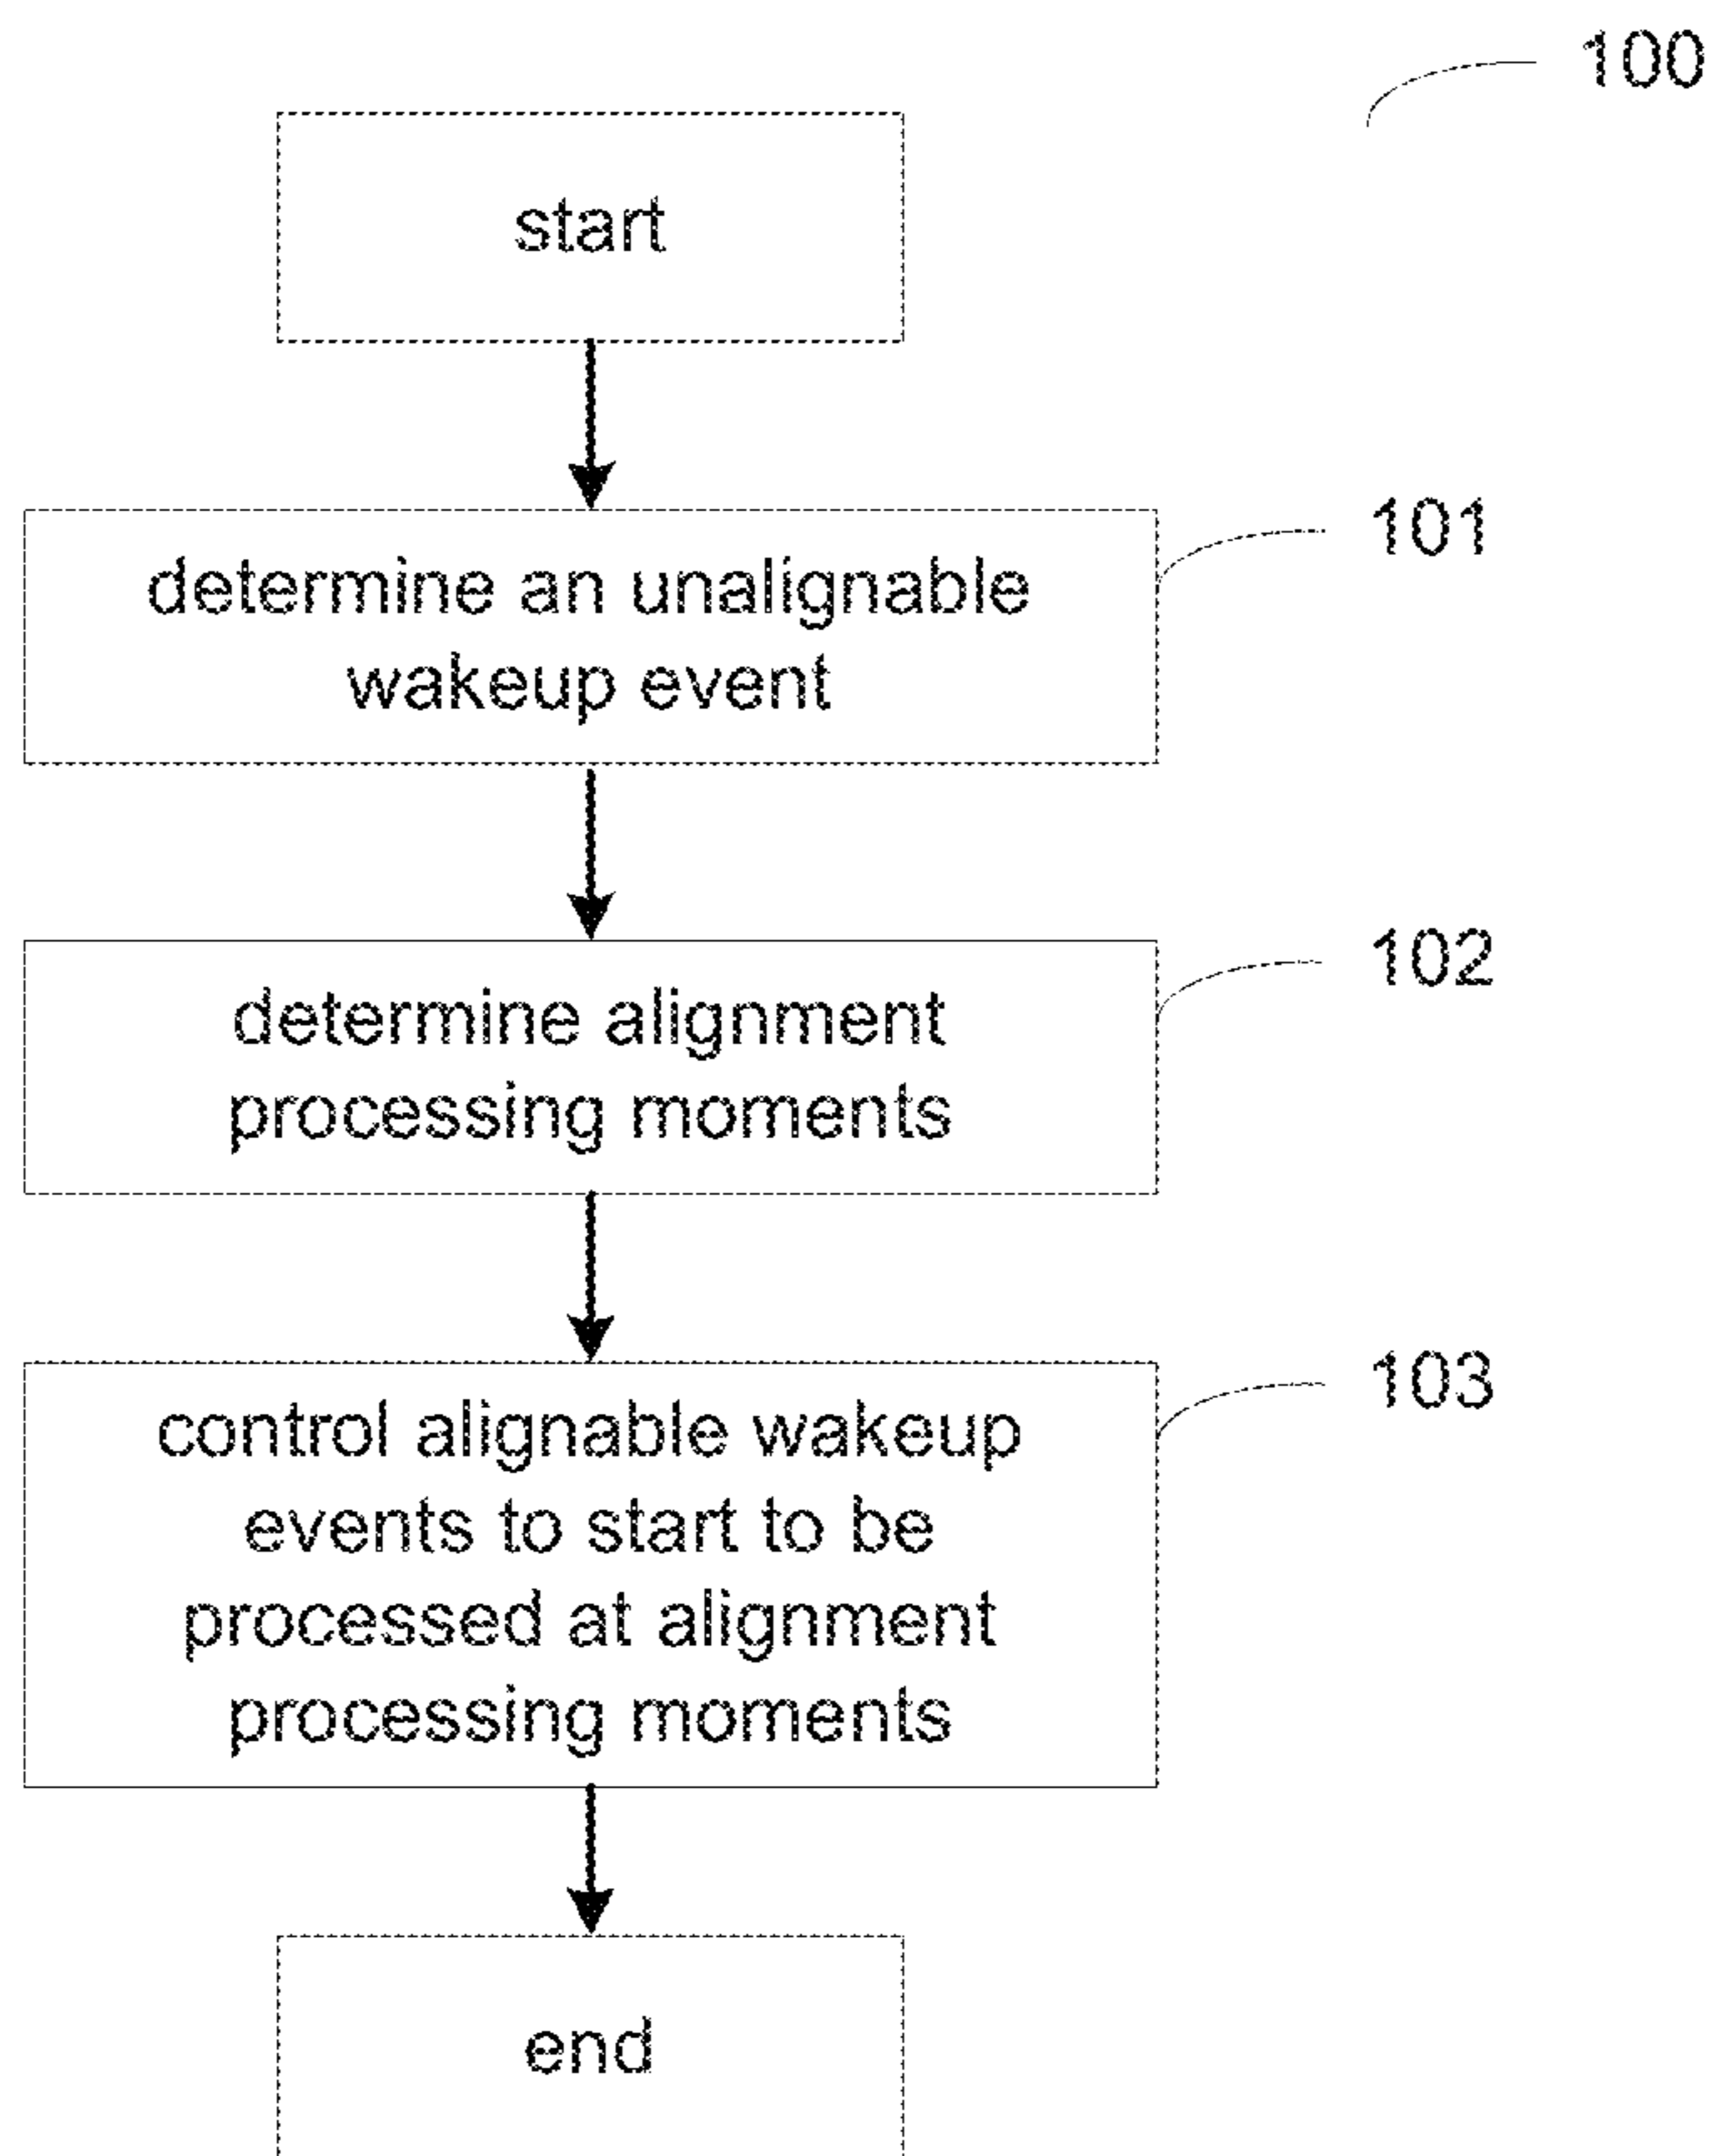 100
start
101
determine an unalignable
wakeup event
102
determine alignment
processing moments
103
control alignable wakeup
events to start to be
processed at alignment
processing moments
end